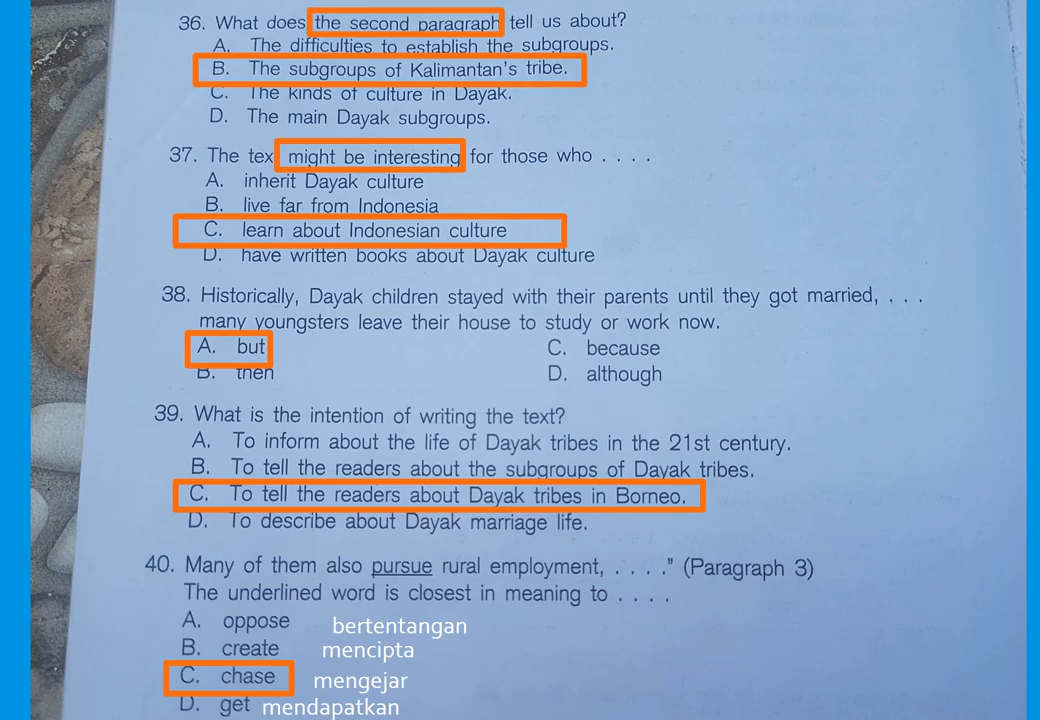 36. What does the second paragraph tell us about?
A. The difficulties to establish the subgroups.
B. The subgroups of Kalimantan's tribe.
C. The kinds of culture in Dayak.
D. The main Dayak subgroups.
37. The tex might be interesting for those who . . . .
A. inherit Dayak culture
B. live far from Indonesia
C. learn about Indonesian culture
D. have written books about Dayak culture
38. Historically, Dayak children stayed with their parents until they got married, . . .
many youngsters leave their house to study or work now.
A. but C. because
B. then D. although
39. What is the intention of writing the text?
A. To inform about the life of Dayak tribes in the 21st century.
B. To tell the readers about the subgroups of Dayak tribes.
C. To tell the readers about Dayak tribes in Borneo.
D. To describe about Dayak marriage life.
40. Many of them also pursue rural employment, . . . ." (Paragraph 3)
The underlined word is closest in meaning to . . . .
A. oppose bertentangan
B. create mencipta
C. chase mengejar
D. get mendapatkan